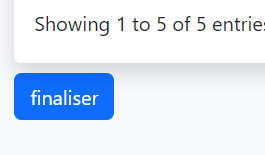 Showing 1 to 5 of 5 entries
finaliser